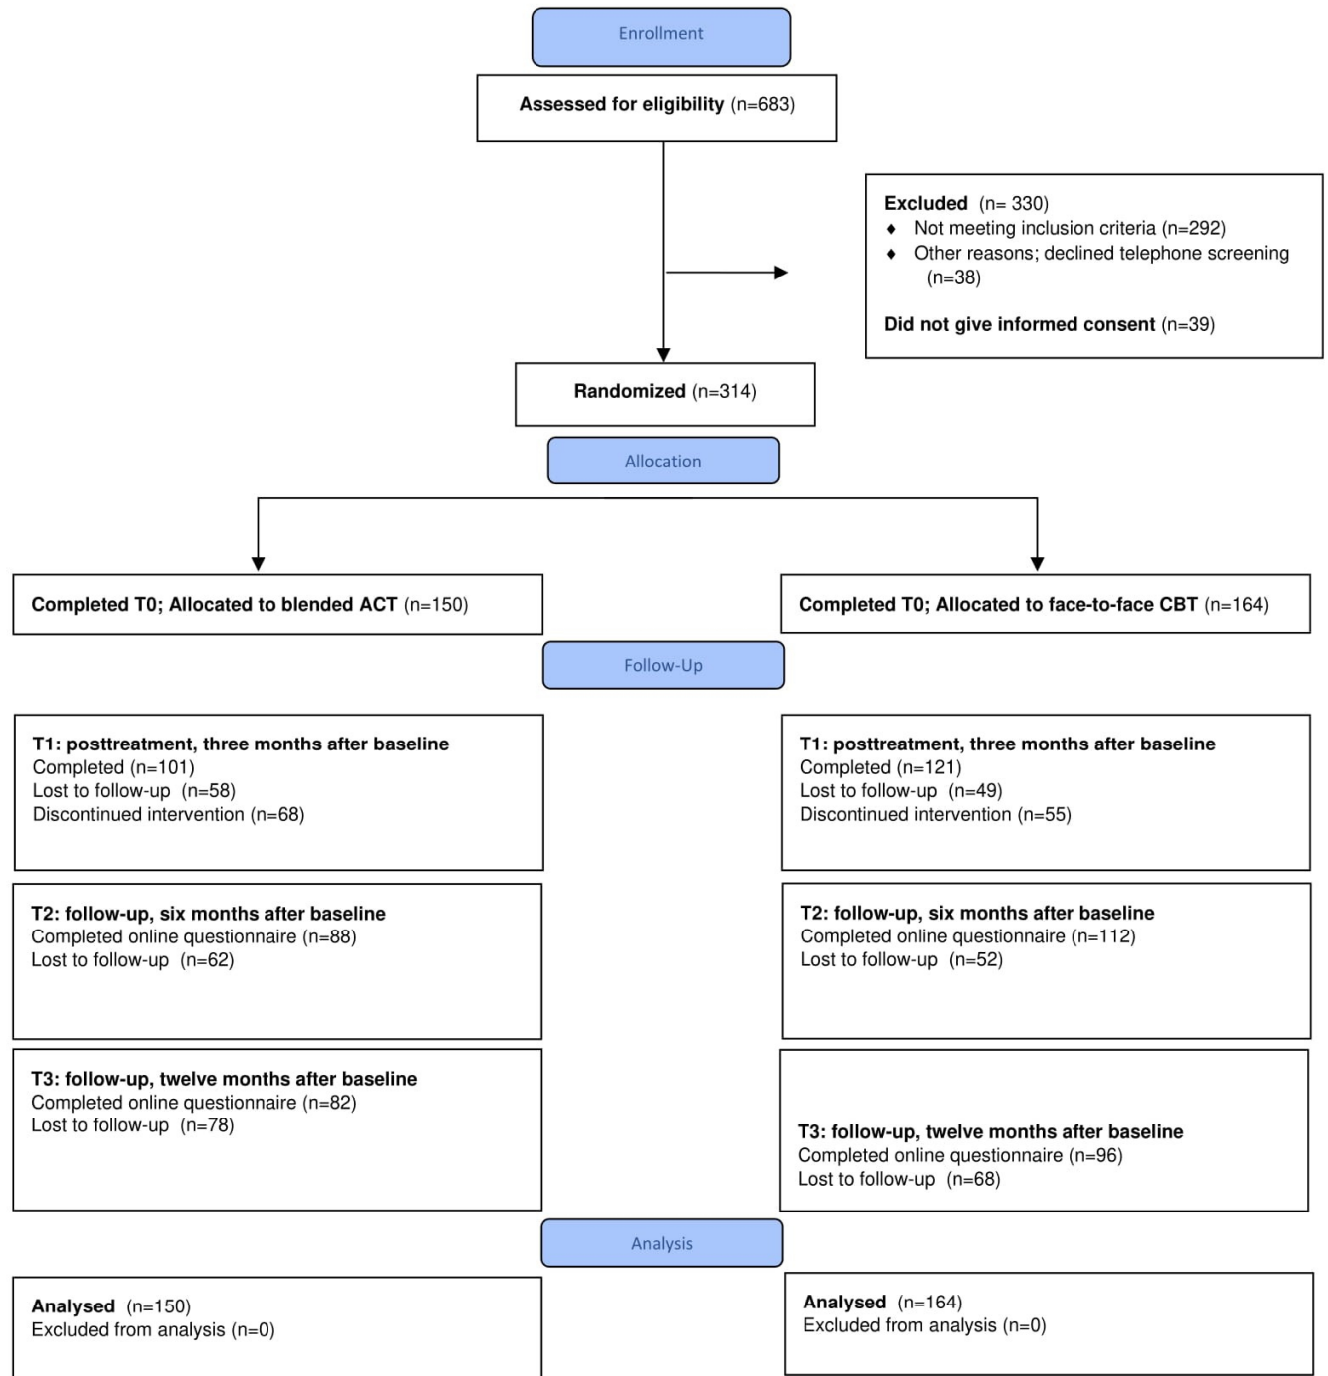 Enrollment
Assessed for eligibility (n=683)
Excluded (n= 330)
♦ Not meeting inclusion criteria (n=292)
♦ Other reasons; declined telephone screening
(n=38)
Did not give informed consent (n=39)
Randomized (n=314)
Allocation
Completed T0; Allocated to blended ACT (n=150)
Completed T0; Allocated to face-to-face CBT (n=164)
Follow-Up
T1: posttreatment, three months after baseline
Completed (n=101)
Lost to follow-up (n=58)
Discontinued intervention (n=68)
T1: posttreatment, three months after baseline
Completed (n=121)
Lost to follow-up (n=49)
Discontinued intervention (n=55)
T2: follow-up, six months after baseline
Completed online questionnaire (n=88)
Lost to follow-up (n=62)
T2: follow-up, six months after baseline
Completed online questionnaire (n=112)
Lost to follow-up (n=52)
T3: follow-up, twelve months after baseline
Completed online questionnaire (n=82)
Lost to follow-up (n=78)
T3: follow-up, twelve months after baseline
Completed online questionnaire (n=96)
Lost to follow-up (n=68)
Analysis
Analysed (n=150)
Excluded from analysis (n=0)
Analysed (n=164)
Excluded from analysis (n=0)